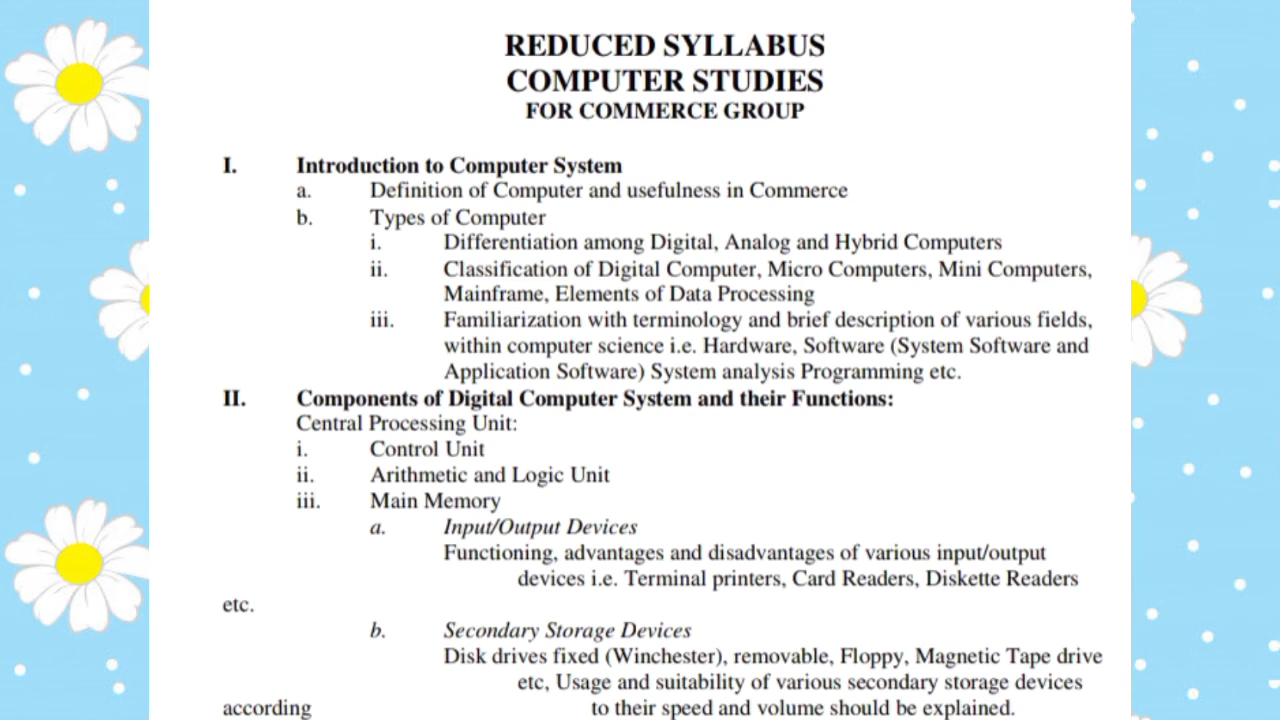 REDUCED SYLLABUS
COMPUTER STUDIES
FOR COMMERCE GROUP
I. Introduction to Computer System
a. Definition of Computer and usefulness in Commerce
b. Types of Computer
i. Differentiation among Digital, Analog and Hybrid Computers
ii. Classification of Digital Computer, Micro Computers, Mini Computers,
Mainframe, Elements of Data Processing
iii. Familiarization with terminology and brief description of various fields,
within computer science i.e. Hardware, Software (System Software and
Application Software) System analysis Programming etc.
II. Components of Digital Computer System and their Functions:
Central Processing Unit:
i. Control Unit
ii. Arithmetic and Logic Unit
iii. Main Memory
a. Input/Output Devices
Functioning, advantages and disadvantages of various input/output
devices i.e. Terminal printers, Card Readers, Diskette Readers
etc.
b. Secondary Storage Devices
Disk drives fixed (Winchester), removable, Floppy, Magnetic Tape drive
etc, Usage and suitability of various secondary storage devices
according to their speed and volume should be explained.